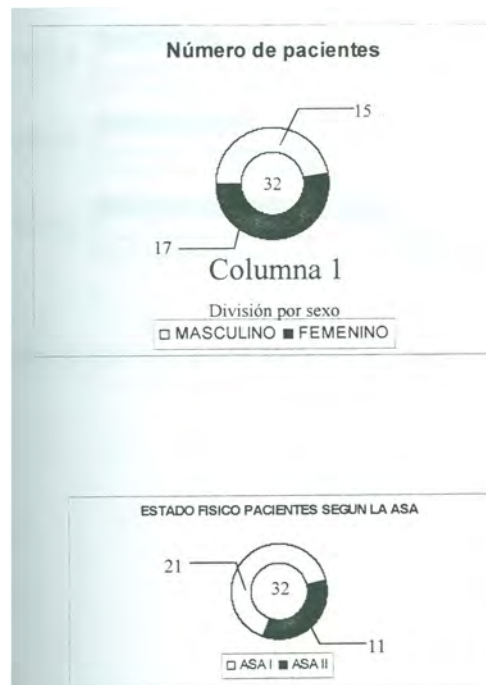 Número de pacientes
15
32
17
Columna 1
División por sexo
MASCULINO FEMENINO
ESTADO FISICO PACIENTES SEGUN LA ASA
21
32
11
ASA I ASA II